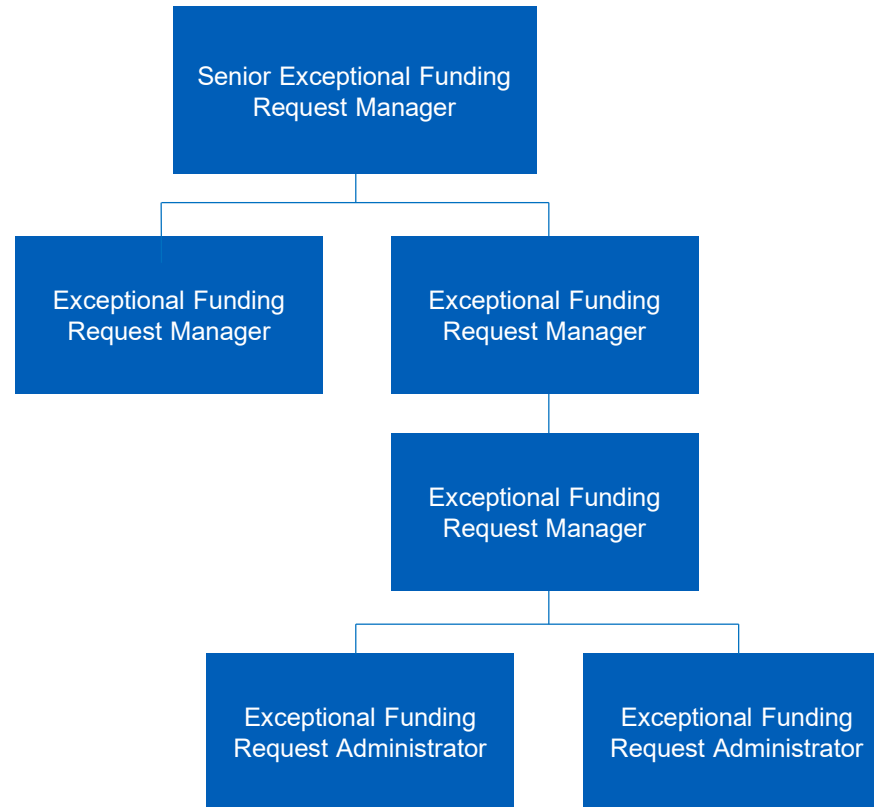 Senior Exceptional Funding
Request Manager
Exceptional Funding
Request Manager
Exceptional Funding
Request Manager
Exceptional Funding
Request Manager
Exceptional Funding
Request Administrator
Exceptional Funding
Request Administrator